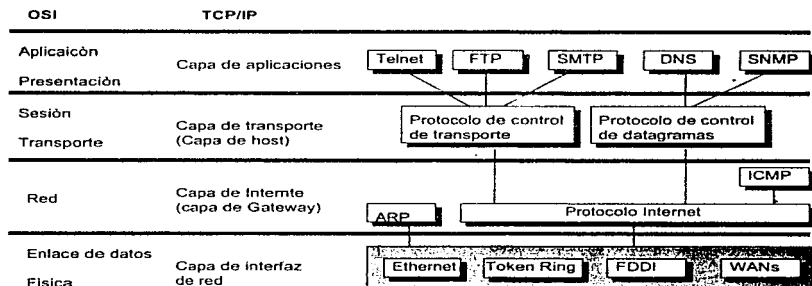 OSI TCP/IP
Aplicaicòn
Presentaciòn
Capa de aplicaciones
Telnet FTP SMTP DNS SNMP
Sesiòn
Transporte
Capa de transporte
(Capa de host)
Protocolo de control
de transporte
Protocolo de control
de datagramas
Red
Capa de Internte
(capa de Gateway)
ICMP
ARP
Protocolo Internet
Enlace de datos
Fìsica
Capa de interfaz
de red
Ethernet Token Ring FDDI WANs